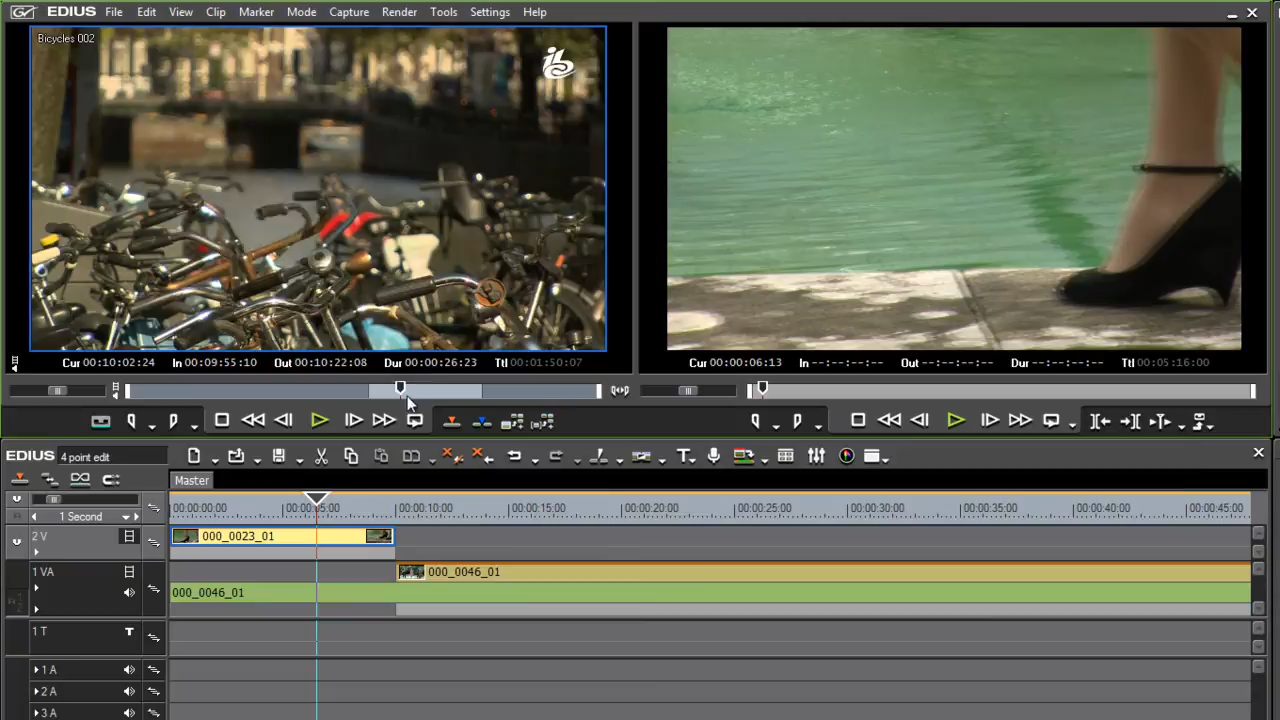 EDIUS File Edit View Clip Marker Mode Capture Render Tools Settings Help
Bicycles 002
Cur 00:10:02:24 In 00:09:55:10 Out 00:10:22:08 Dur 00:00:26:23 Ttl 00:01:50:07
Cur 00:00:06:13 In --:--:--:-- Out --:--:--:-- Dur --:--:--:-- Ttl 00:05:16:00
EDIUS 4 point edit
Master
1 Second
00:00:00:00 00:00:05:00 00:00:10:00 00:00:15:00 00:00:20:00 00:00:25:00 00:00:30:00 00:00:35:00 00:00:40:00 00:00:45:00
2 V 000_0023_01
1 VA 000_0046_01
000_0046_01
1 T T
1 A
2 A
3 A